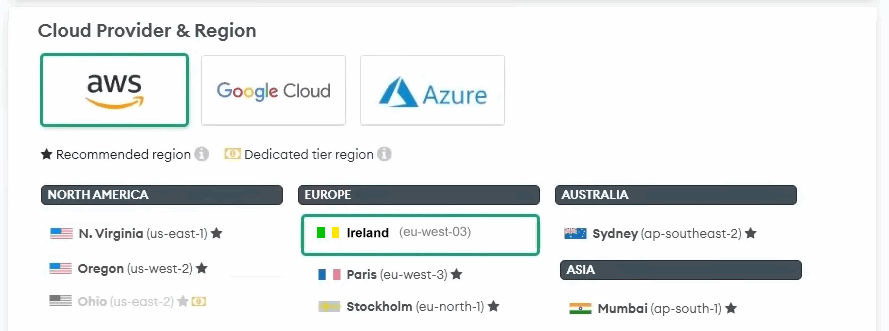 Cloud Provider & Region
aws
Google Cloud
Azure
Recommended region
Dedicated tier region
NORTH AMERICA
N. Virginia (us-east-1)
Oregon (us-west-2)
Ohio (us-east-2)
EUROPE
Ireland (eu-west-03)
Paris (eu-west-3)
Stockholm (eu-north-1)
AUSTRALIA
Sydney (ap-southeast-2)
ASIA
Mumbai (ap-south-1)